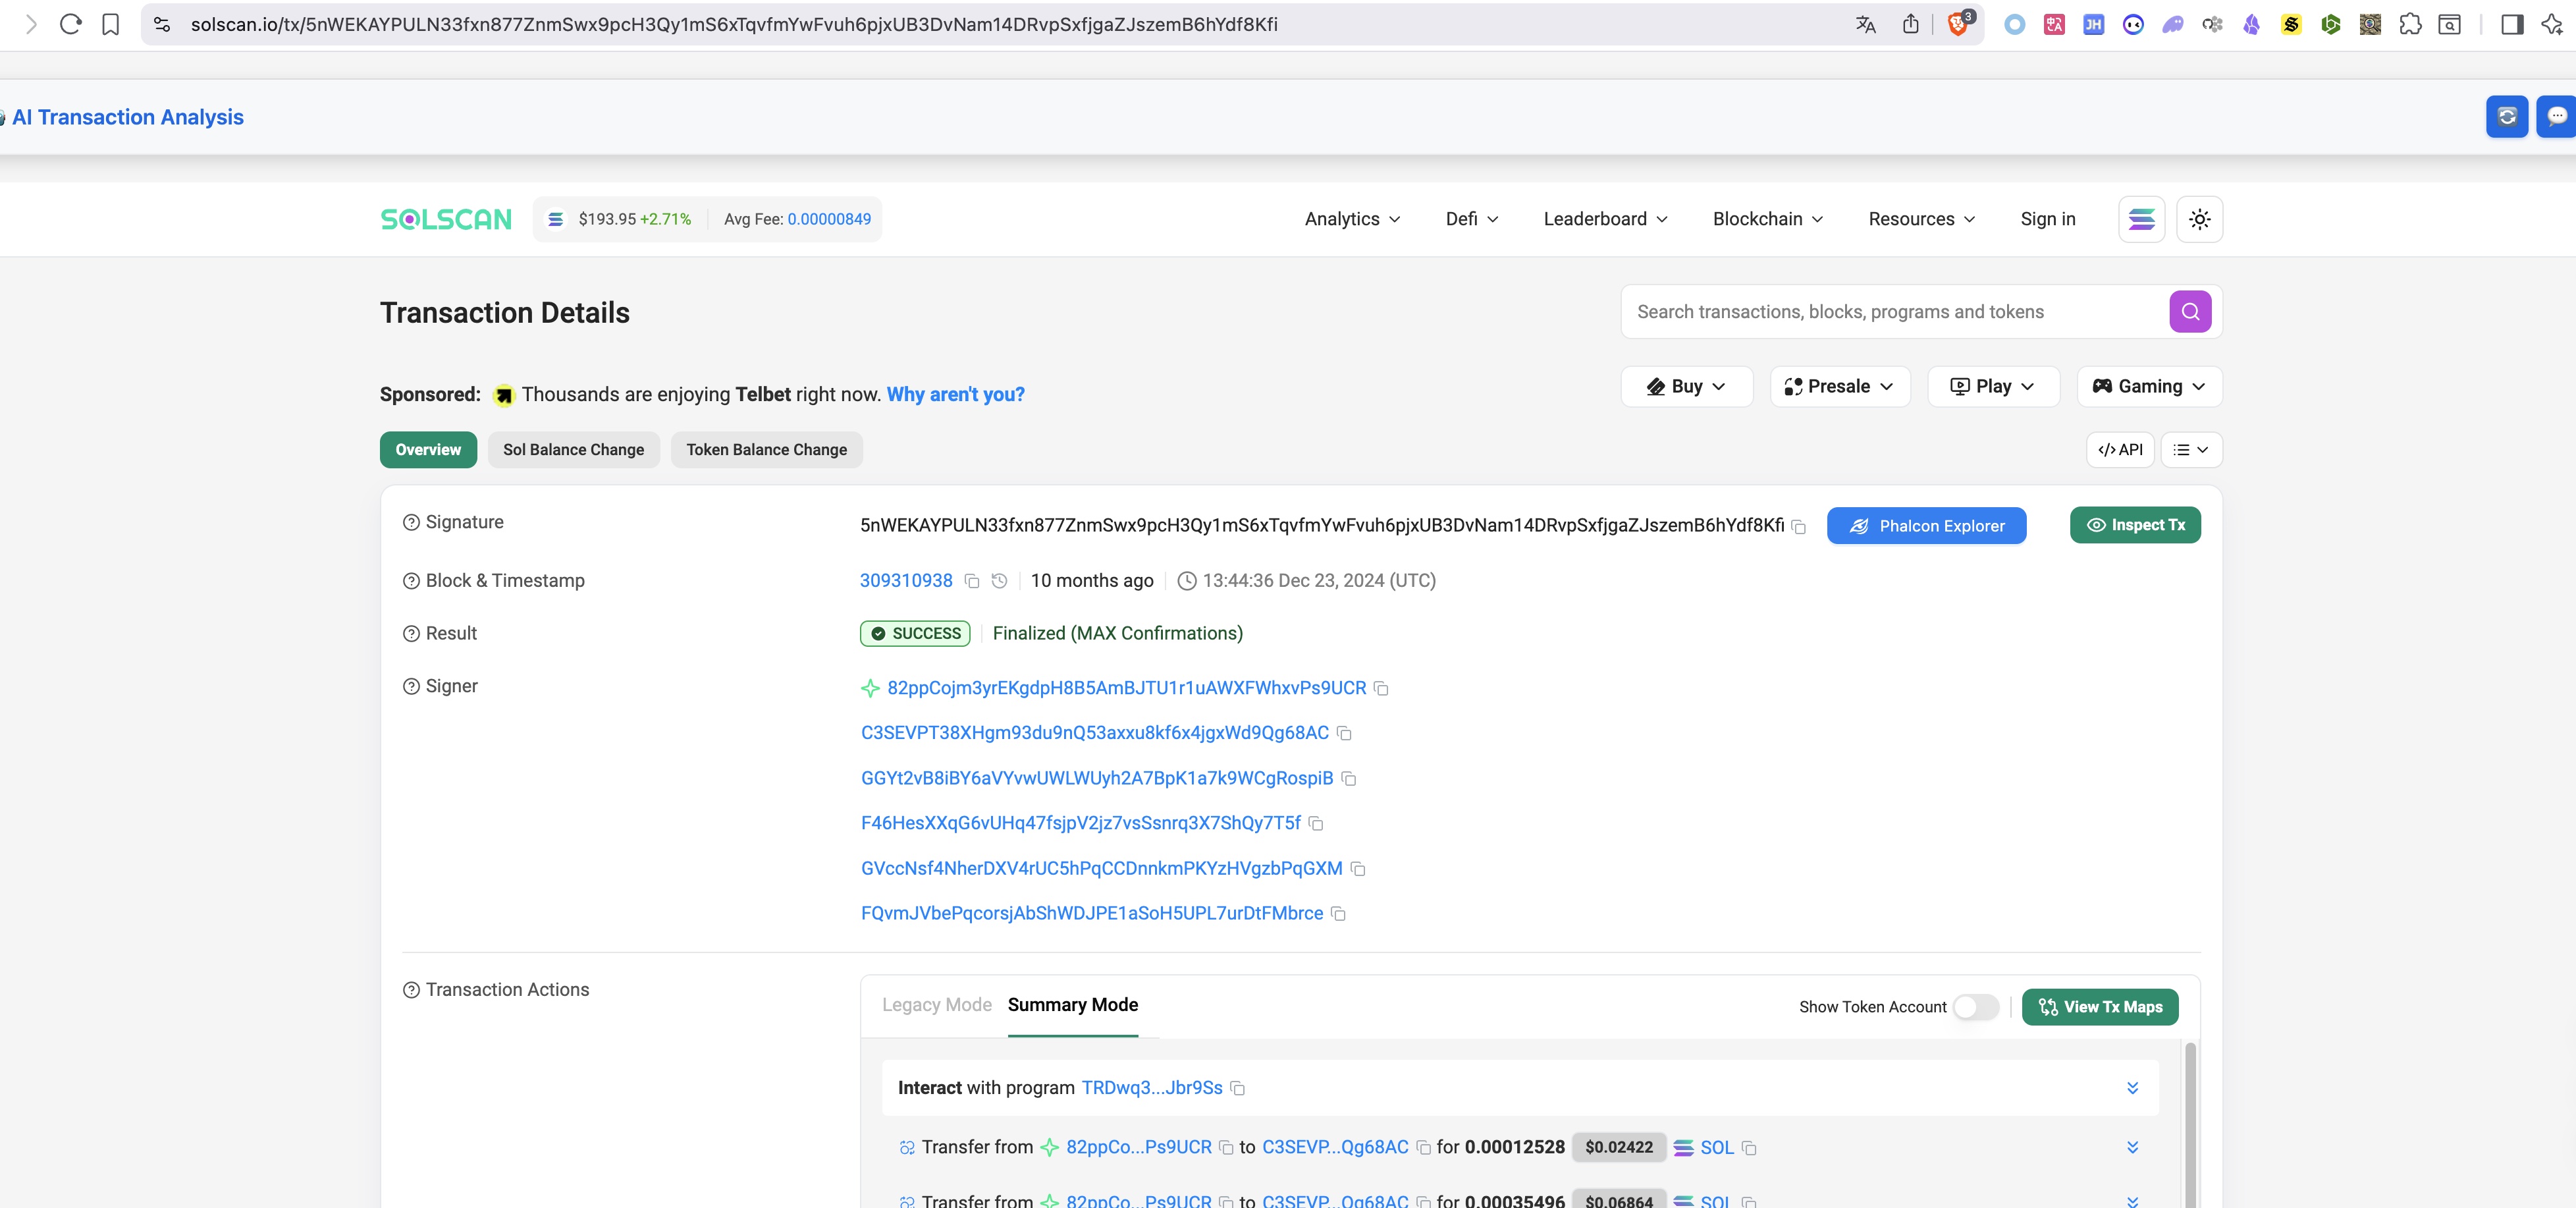 solscan.io/tx/5nWEKAYPULN33fxn877ZnmSwx9pcH3Qy1mS6xTqvfmYwFvuh6pjxUB3DvNam14DRvpSxfjgaZJszemB6hYdf8Kfi
3
JH
AI Transaction Analysis
SOLSCAN
$193.95 +2.71%
Avg Fee: 0.00000849
Analytics
Defi
Leaderboard
Blockchain
Resources
Sign in
Transaction Details
Search transactions, blocks, programs and tokens
Sponsored: Thousands are enjoying Telbet right now. Why aren't you?
Buy
Presale
Play
Gaming
Overview
Sol Balance Change
Token Balance Change
</> API
Signature
5nWEKAYPULN33fxn877ZnmSwx9pcH3Qy1mS6xTqvfmYwFvuh6pjxUB3DvNam14DRvpSxfjgaZJszemB6hYdf8Kfi
Phalcon Explorer
Inspect Tx
Block & Timestamp
309310938
10 months ago
13:44:36 Dec 23, 2024 (UTC)
Result
SUCCESS
Finalized (MAX Confirmations)
Signer
82ppCojm3yrEKgdpH8B5AmBJTU1r1uAWXFWhxvPs9UCR
C3SEVPT38XHgm93du9nQ53axxu8kf6x4jgxWd9Qg68AC
GGYt2vB8iBY6aVYvwUWLWUyh2A7BpK1a7k9WCgRospiB
F46HesXXqG6vUHq47fsjpV2jz7vsSsnrq3X7ShQy7T5f
GVccNsf4NherDXV4rUC5hPqCCDnnkmPKYzHVgzbPqGXM
FQvmJVbePqcorsjAbShWDJPE1aSoH5UPL7urDtFMbrce
Transaction Actions
Legacy Mode
Summary Mode
Show Token Account
View Tx Maps
Interact with program TRDwq3...Jbr9Ss
Transfer from 82ppCo...Ps9UCR to C3SEVP...Qg68AC for 0.00012528 $0.02422 SOL
Transfer from 82ppCo...Ps9UCR to C3SEVP...Qg68AC for 0.00035496 $0.06864 SOL